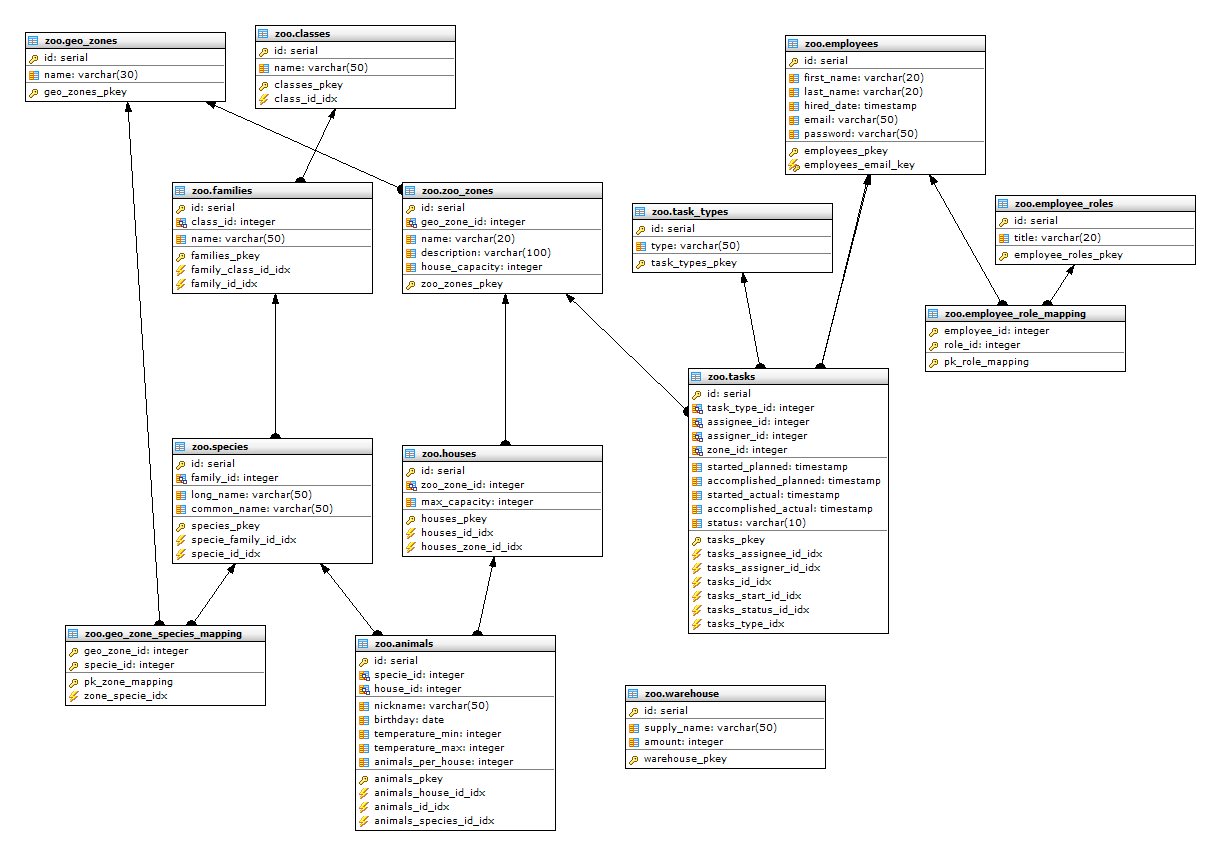 zoo.geo_zones
id: serial
name: varchar(30)
geo_zones_pkey
zoo.classes
id: serial
name: varchar(50)
classes_pkey
class_id_idx
zoo.employees
id: serial
first_name: varchar(20)
last_name: varchar(20)
hired_date: timestamp
email: varchar(50)
password: varchar(50)
employees_pkey
employees_email_key
zoo.families
id: serial
class_id: integer
name: varchar(50)
families_pkey
family_class_id_idx
family_id_idx
zoo.zoo_zones
id: serial
geo_zone_id: integer
name: varchar(20)
description: varchar(100)
house_capacity: integer
zoo_zones_pkey
zoo.task_types
id: serial
type: varchar(50)
task_types_pkey
zoo.employee_roles
id: serial
title: varchar(20)
employee_roles_pkey
zoo.employee_role_mapping
employee_id: integer
role_id: integer
pk_role_mapping
zoo.tasks
id: serial
task_type_id: integer
assignee_id: integer
assigner_id: integer
zone_id: integer
started_planned: timestamp
accomplished_planned: timestamp
started_actual: timestamp
accomplished_actual: timestamp
status: varchar(10)
tasks_pkey
tasks_assignee_id_idx
tasks_assigner_id_idx
tasks_id_idx
tasks_start_id_idx
tasks_status_id_idx
tasks_type_idx
zoo.species
id: serial
family_id: integer
long_name: varchar(50)
common_name: varchar(50)
species_pkey
specie_family_id_idx
specie_id_idx
zoo.houses
id: serial
zoo_zone_id: integer
max_capacity: integer
houses_pkey
houses_id_idx
houses_zone_id_idx
zoo.geo_zone_species_mapping
geo_zone_id: integer
specie_id: integer
pk_zone_mapping
zone_specie_idx
zoo.animals
id: serial
specie_id: integer
house_id: integer
nickname: varchar(50)
birthday: date
temperature_min: integer
temperature_max: integer
animals_per_house: integer
animals_pkey
animals_house_id_idx
animals_id_idx
animals_species_id_idx
zoo.warehouse
id: serial
supply_name: varchar(50)
amount: integer
warehouse_pkey